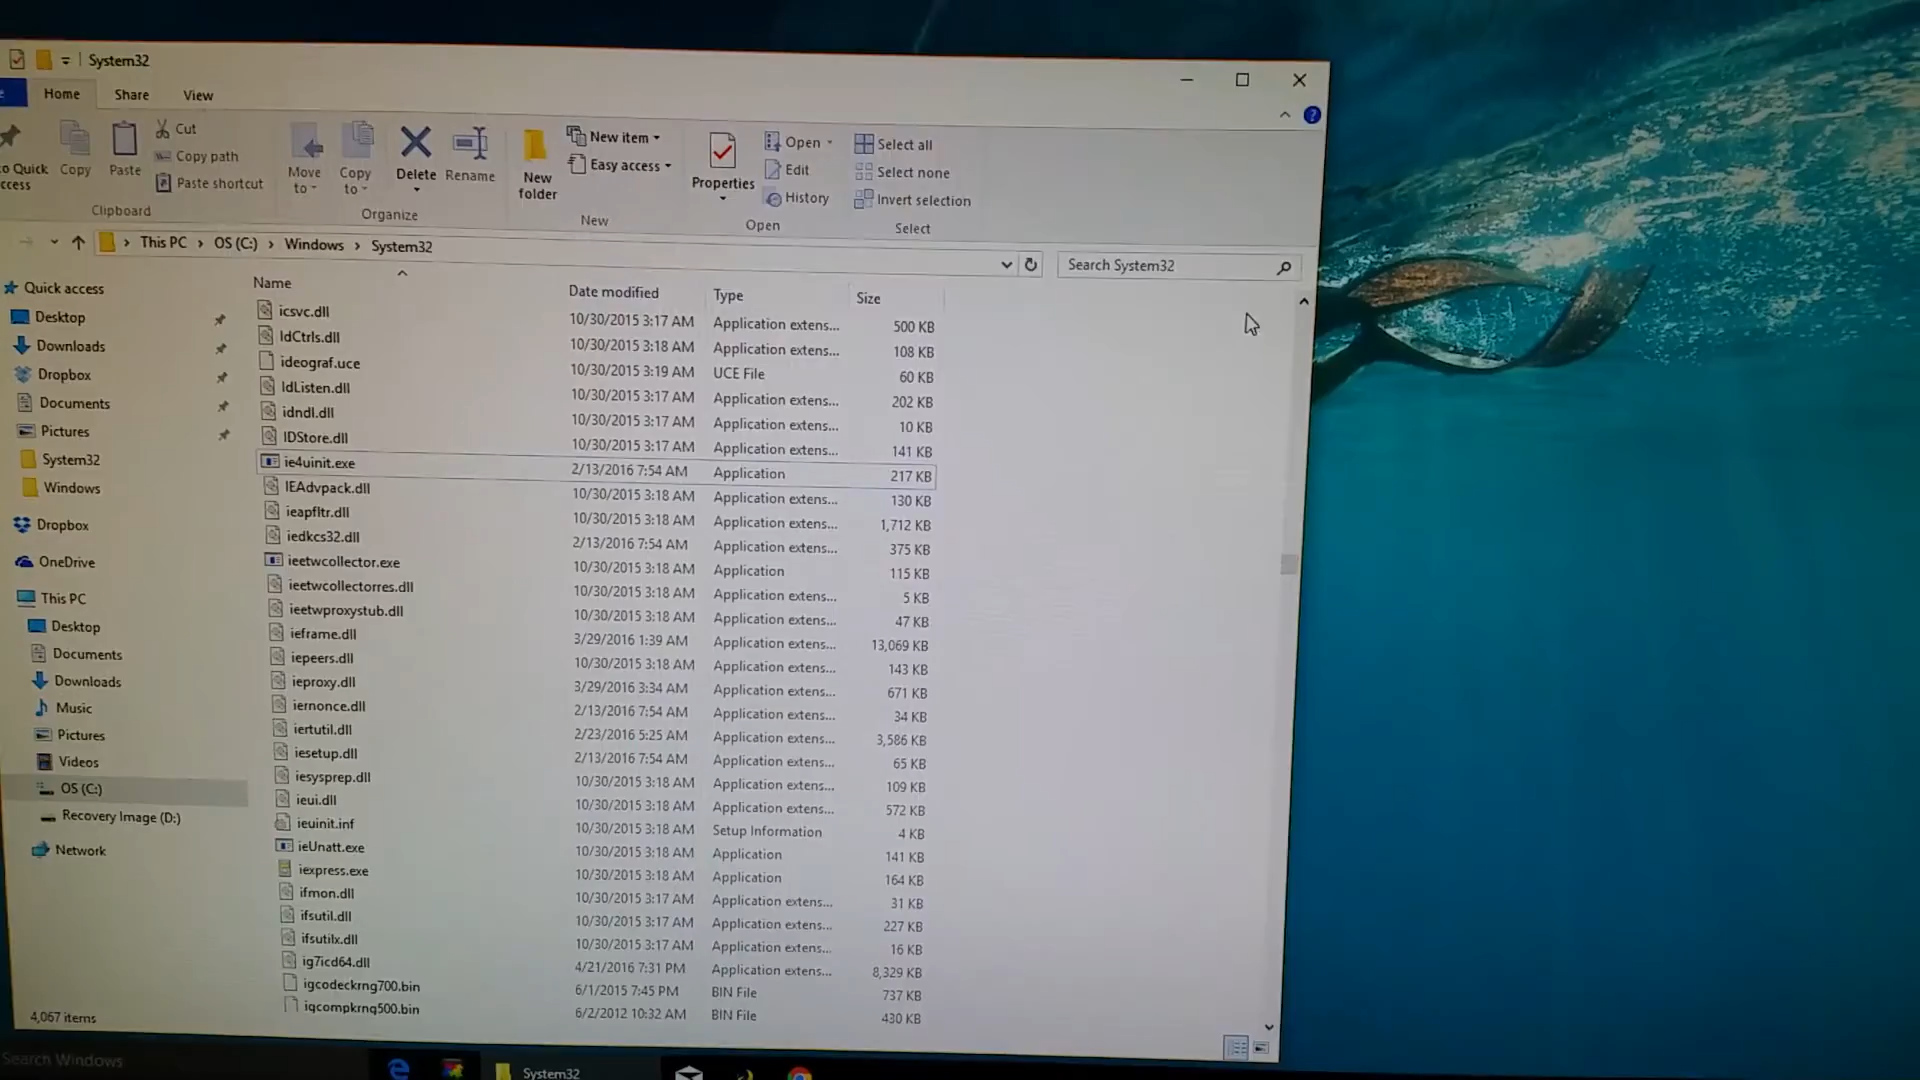 System32
Home Share View
Cut
Copy path
Paste shortcut
Copy Paste
Clipboard
Move to
Copy to
Delete Rename
Organize
New folder
New item
Easy access
New
Properties
Open
Edit
History
Open
Select all
Select none
Invert selection
Select
This PC > OS (C:) > Windows > System32
Search System32
Quick access
Desktop
Downloads
Dropbox
Documents
Pictures
System32
Windows
Dropbox
OneDrive
This PC
Desktop
Documents
Downloads
Music
Pictures
Videos
OS (C:)
Recovery Image (D:)
Network
Name Date modified Type Size
icsvc.dll 10/30/2015 3:17 AM Application extens... 500 KB
IdCtrls.dll 10/30/2015 3:18 AM Application extens... 108 KB
ideograf.uce 10/30/2015 3:19 AM UCE File 60 KB
IdListen.dll 10/30/2015 3:17 AM Application extens... 202 KB
idndl.dll 10/30/2015 3:17 AM Application extens... 10 KB
IDStore.dll 10/30/2015 3:17 AM Application extens... 141 KB
ie4uinit.exe 2/13/2016 7:54 AM Application 217 KB
IEAdvpack.dll 10/30/2015 3:18 AM Application extens... 130 KB
ieapfltr.dll 10/30/2015 3:18 AM Application extens... 1,712 KB
iedkcs32.dll 2/13/2016 7:54 AM Application extens... 375 KB
ieetwcollector.exe 10/30/2015 3:18 AM Application 115 KB
ieetwcollectorres.dll 10/30/2015 3:18 AM Application extens... 5 KB
ieetwproxystub.dll 10/30/2015 3:18 AM Application extens... 47 KB
ieframe.dll 3/29/2016 1:39 AM Application extens... 13,069 KB
iepeers.dll 10/30/2015 3:18 AM Application extens... 143 KB
ieproxy.dll 3/29/2016 3:34 AM Application extens... 671 KB
iernonce.dll 2/13/2016 7:54 AM Application extens... 34 KB
iertutil.dll 2/23/2016 5:25 AM Application extens... 3,586 KB
iesetup.dll 2/13/2016 7:54 AM Application extens... 65 KB
iesysprep.dll 10/30/2015 3:18 AM Application extens... 109 KB
ieui.dll 10/30/2015 3:18 AM Application extens... 572 KB
ieuinit.inf 10/30/2015 3:18 AM Setup Information 4 KB
ieUnatt.exe 10/30/2015 3:18 AM Application 141 KB
iexpress.exe 10/30/2015 3:18 AM Application 164 KB
ifmon.dll 10/30/2015 3:17 AM Application extens... 31 KB
ifsutil.dll 10/30/2015 3:17 AM Application extens... 227 KB
ifsutilx.dll 10/30/2015 3:17 AM Application extens... 16 KB
ig7icd64.dll 4/21/2016 7:31 PM Application extens... 8,329 KB
igcodeckrng700.bin 6/1/2015 7:45 PM BIN File 737 KB
igcompkrng500.bin 6/2/2012 10:32 AM BIN File 430 KB
4,067 items
Search Windows
System32